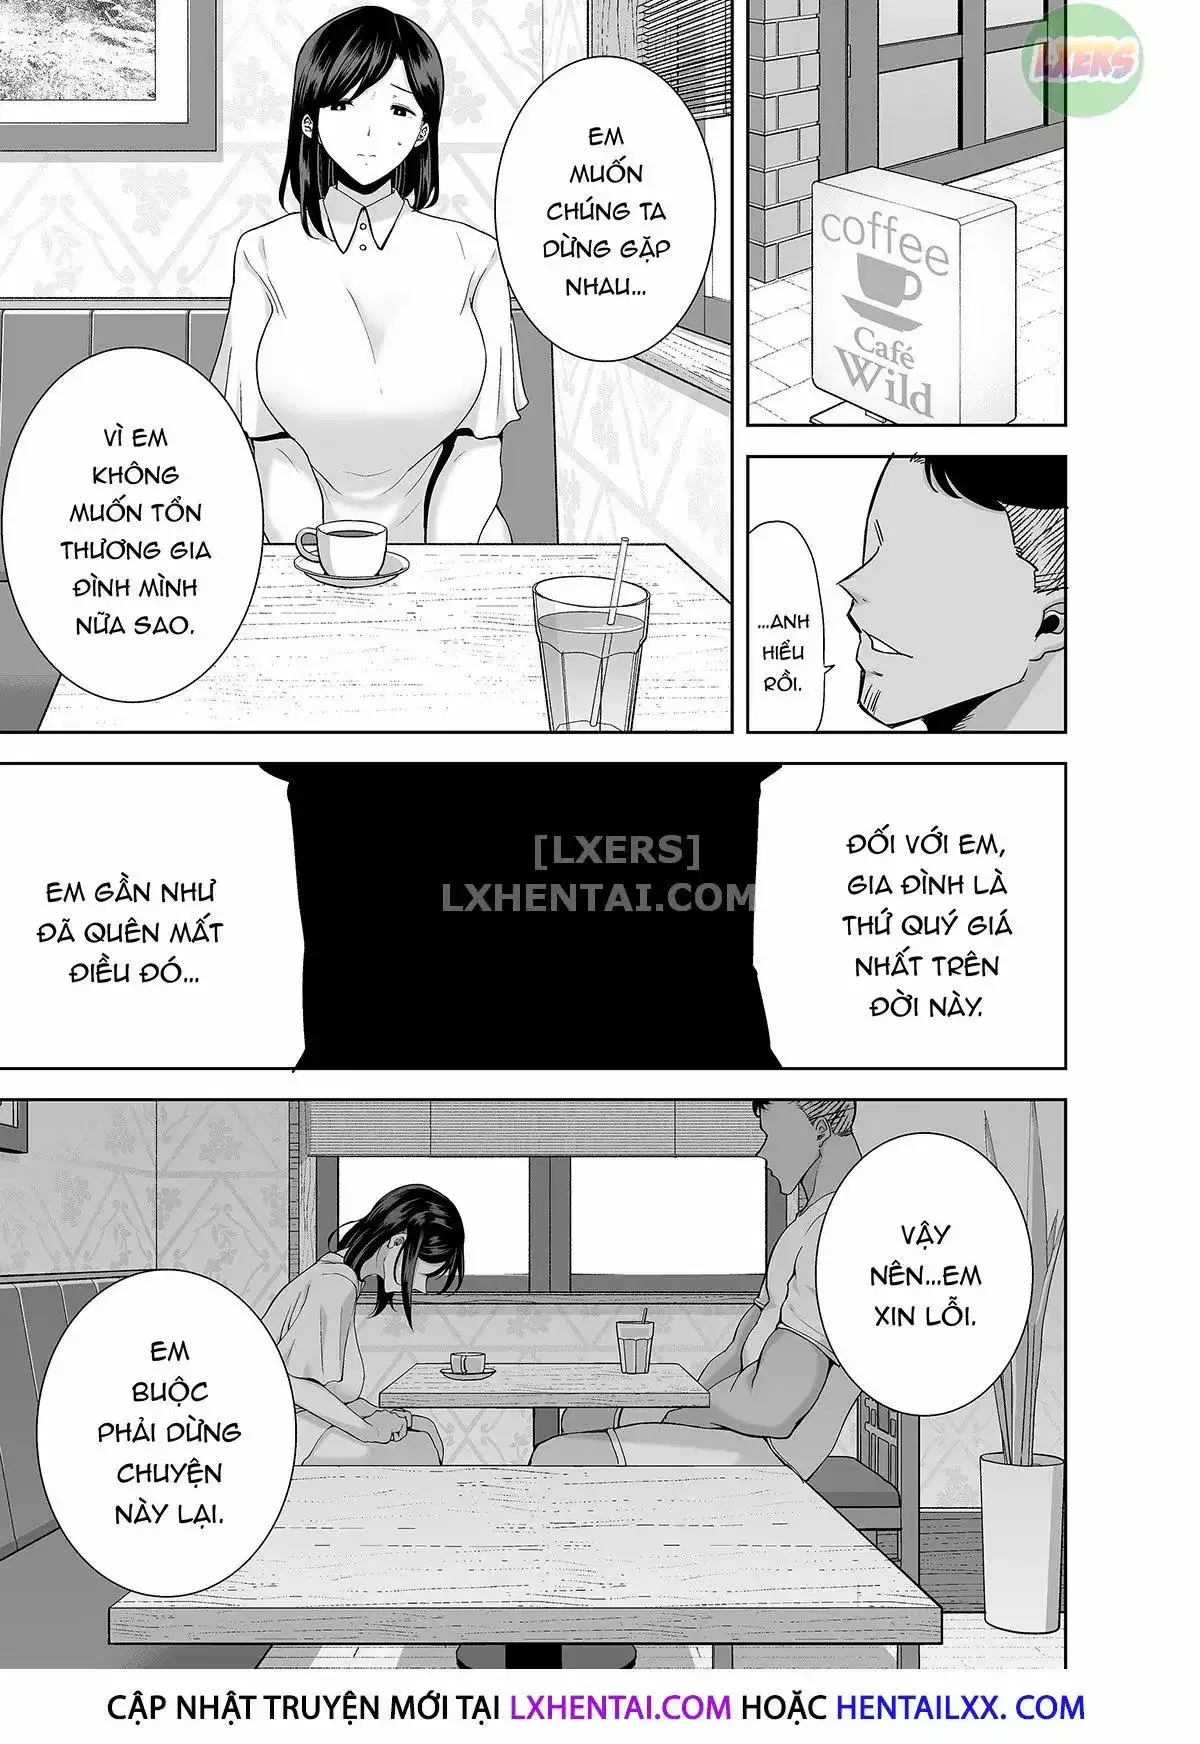 LXERS
coffee
Café
Wild
EM
MUỐN
CHÚNG TA
DỪNG GẶP
NHAU...
VÌ EM
KHÔNG
MUỐN TỔN
THƯƠNG GIA
ĐÌNH MÌNH
NỮA SAO.
...ANH
HIỂU
RỒI.
ĐỐI VỚI EM,
GIA ĐÌNH LÀ
THỨ QUÝ GIÁ
NHẤT TRÊN
ĐỜI NÀY.
[LXERS]
LXHENTAI.COM
EM GẦN NHƯ
ĐÃ QUÊN MẤT
ĐIỀU ĐÓ...
VẬY
NÊN...EM
XIN LỖI.
EM
BUỘC
PHẢI DỪNG
CHUYỆN
NÀY LẠI.
CẬP NHẬT TRUYỆN MỚI TẠI LXHENTAI.COM HOẶC HENTAILXX. COM